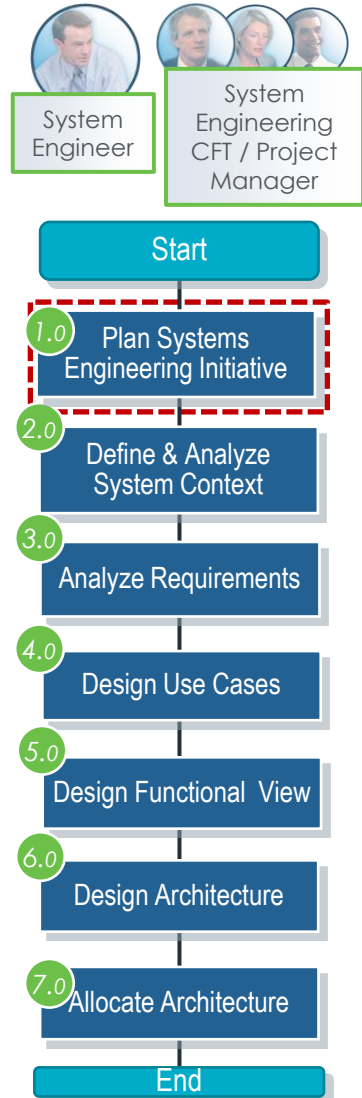 System
Engineer
System
Engineering
CFT / Project
Manager
Start
1.0
Plan Systems
Engineering Initiative
2.0
Define & Analyze
System Context
3.0
Analyze Requirements
4.0
Design Use Cases
5.0
Design Functional View
6.0
Design Architecture
7.0
Allocate Architecture
End